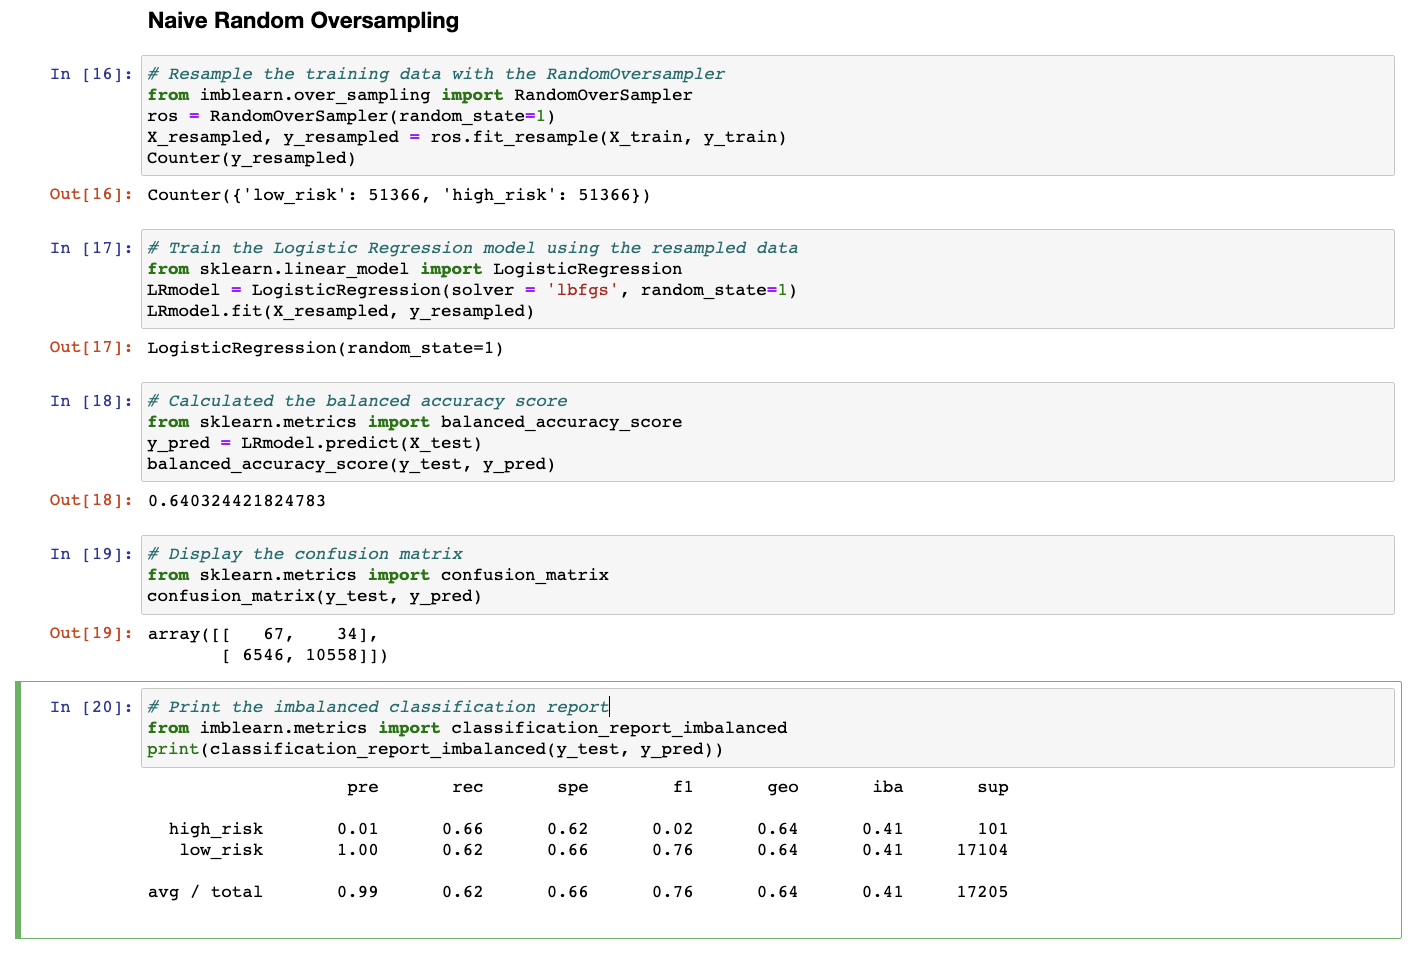 Naive Random Oversampling
In [16]: # Resample the training data with the RandomOversampler
from imblearn.over_sampling import RandomOverSampler
ros = RandomOverSampler(random_state=1)
X_resampled, y_resampled = ros.fit_resample(X_train, y_train)
Counter(y_resampled)
Out[16]: Counter({'low_risk': 51366, 'high_risk': 51366})
In [17]: # Train the Logistic Regression model using the resampled data
from sklearn.linear_model import LogisticRegression
LRmodel = LogisticRegression(solver = 'lbfgs', random_state=1)
LRmodel.fit(X_resampled, y_resampled)
Out[17]: LogisticRegression(random_state=1)
In [18]: # Calculated the balanced accuracy score
from sklearn.metrics import balanced_accuracy_score
y_pred = LRmodel.predict(X_test)
balanced_accuracy_score(y_test, y_pred)
Out[18]: 0.640324421824783
In [19]: # Display the confusion matrix
from sklearn.metrics import confusion_matrix
confusion_matrix(y_test, y_pred)
Out[19]: array([[   67,    34],
       [ 6546, 10558]])
In [20]: # Print the imbalanced classification report
from imblearn.metrics import classification_report_imbalanced
print(classification_report_imbalanced(y_test, y_pred))
pre rec spe f1 geo iba sup
high_risk 0.01 0.66 0.62 0.02 0.64 0.41 101
low_risk 1.00 0.62 0.66 0.76 0.64 0.41 17104
avg / total 0.99 0.62 0.66 0.76 0.64 0.41 17205